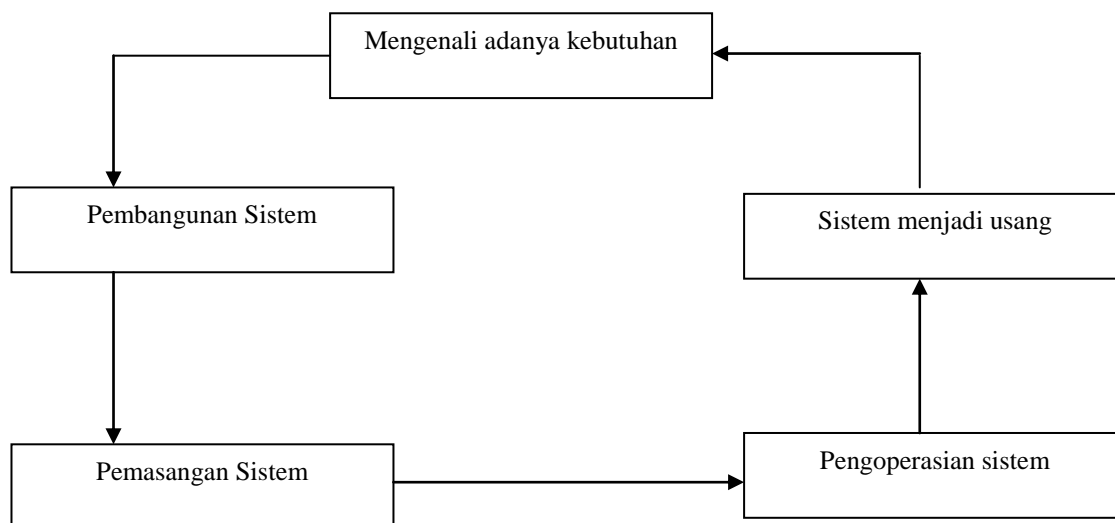 Mengenali adanya kebutuhan
Pembangunan Sistem
Sistem menjadi usang
Pemasangan Sistem
Pengoperasian sistem